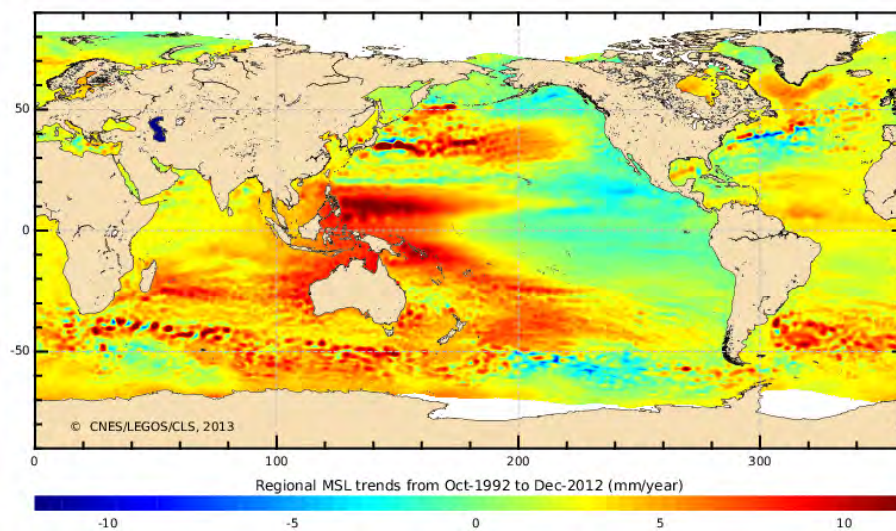 50
0
-50
© CNES/LEGOS/CLS, 2013
0 100 200 300
Regional MSL trends from Oct-1992 to Dec-2012 (mm/year)
-10 -5 0 5 10